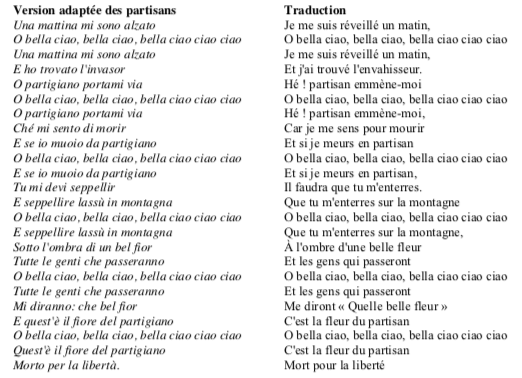 Version adaptée des partisans
Una mattina mi sono alzato
O bella ciao, bella ciao, bella ciao ciao ciao
Una mattina mi sono alzato
E ho trovato l'invasor
O partigiano portami via
O bella ciao, bella ciao, bella ciao ciao ciao
O partigiano portami via
Ché mi sento di morir
E se io muoio da partigiano
O bella ciao, bella ciao, bella ciao ciao ciao
E se io muoio da partigiano
Tu mi devi seppellir
E seppellire lassù in montagna
O bella ciao, bella ciao, bella ciao ciao ciao
E seppellire lassù in montagna
Sotto l'ombra di un bel fior
Tutte le genti che passeranno
O bella ciao, bella ciao, bella ciao ciao ciao
Tutte le genti che passeranno
Mi diranno: che bel fior
E quest'è il fiore del partigiano
O bella ciao, bella ciao, bella ciao ciao ciao
Quest'è il fiore del partigiano
Morto per la libertà.
Traduction
Je me suis réveillé un matin,
O bella ciao, bella ciao, bella ciao ciao ciao
Je me suis réveillé un matin,
Et j'ai trouvé l'envahisseur.
Hé ! partisan emmène-moi
O bella ciao, bella ciao, bella ciao ciao ciao
Hé ! partisan emmène-moi,
Car je me sens pour mourir
Et si je meurs en partisan
O bella ciao, bella ciao, bella ciao ciao ciao
Et si je meurs en partisan,
Il faudra que tu m'enterres.
Que tu m'enterres sur la montagne
O bella ciao, bella ciao, bella ciao ciao ciao
Que tu m'enterres sur la montagne,
À l'ombre d'une belle fleur
Et les gens qui passeront
O bella ciao, bella ciao, bella ciao ciao ciao
Et les gens qui passeront
Me diront « Quelle belle fleur »
C'est la fleur du partisan
O bella ciao, bella ciao, bella ciao ciao ciao
C'est la fleur du partisan
Mort pour la liberté